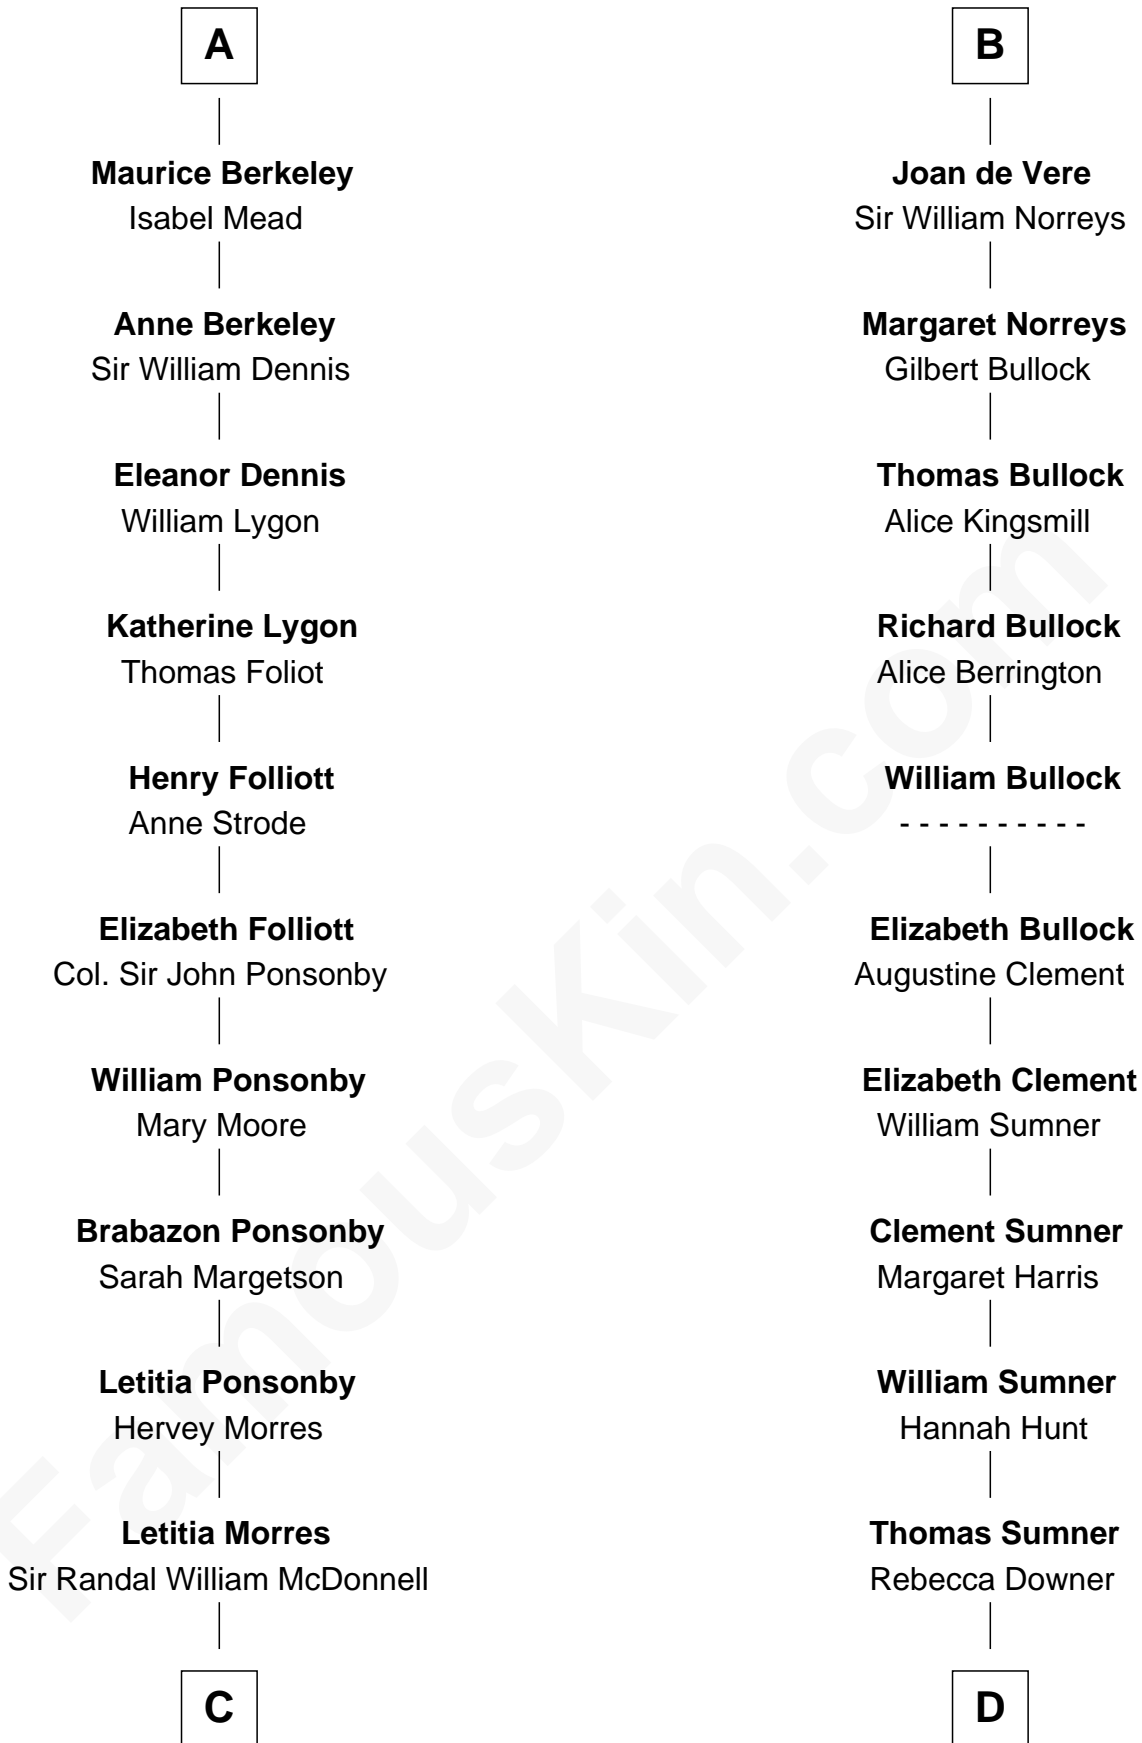 A
Maurice Berkeley
Isabel Mead
Anne Berkeley
Sir William Dennis
Eleanor Dennis
William Lygon
Katherine Lygon
Thomas Foliot
Henry Folliott
Anne Strode
Elizabeth Folliott
Col. Sir John Ponsonby
William Ponsonby
Mary Moore
Brabazon Ponsonby
Sarah Margetson
Letitia Ponsonby
Hervey Morres
Letitia Morres
Sir Randal William McDonnell
C
B
Joan de Vere
Sir William Norreys
Margaret Norreys
Gilbert Bullock
Thomas Bullock
Alice Kingsmill
Richard Bullock
Alice Berrington
William Bullock
- - - - - - - - - -
Elizabeth Bullock
Augustine Clement
Elizabeth Clement
William Sumner
Clement Sumner
Margaret Harris
William Sumner
Hannah Hunt
Thomas Sumner
Rebecca Downer
D
FamousKin.com